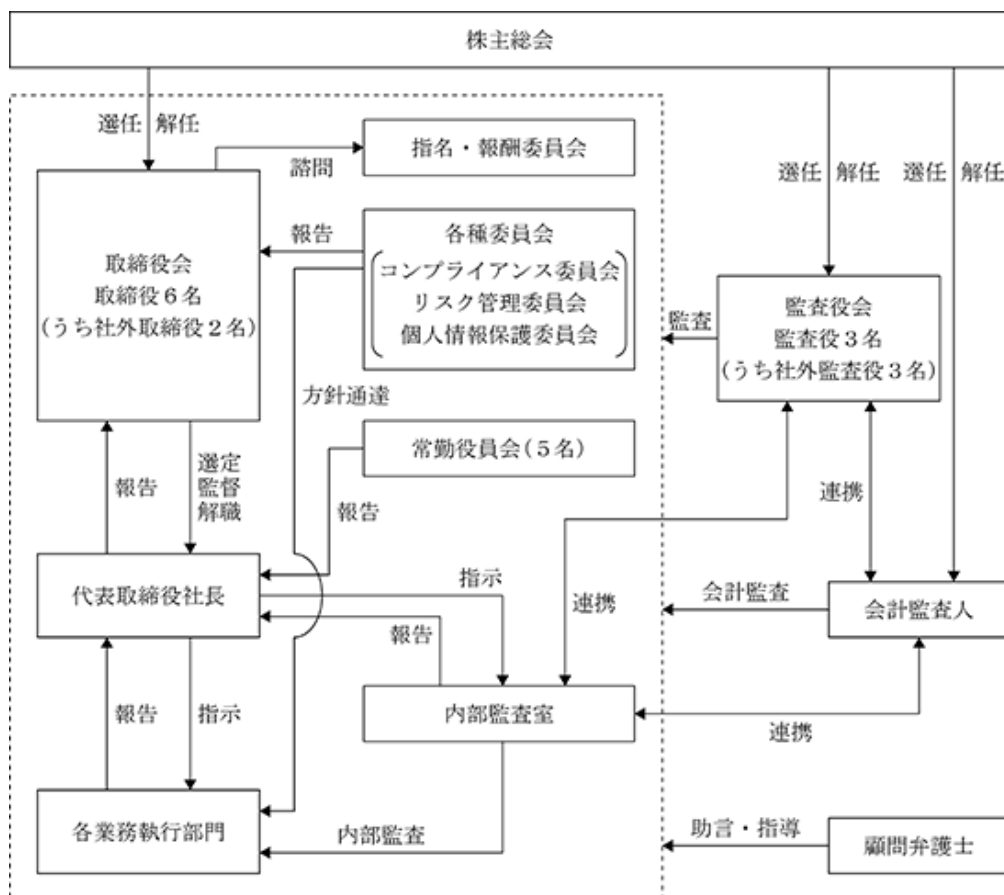 株主総会
選任 解任
諮問
指名・報酬委員会
選任 解任
選任 解任
取締役会
取締役6名
(うち社外取締役2名)
報告
各種委員会
コンプライアンス委員会
リスク管理委員会
個人情報保護委員会
監査
監査役会
監査役3名
(うち社外監査役3名)
方針通達
常勤役員会(5名)
報告
選定
監督
解職
報告
連携
代表取締役社長
指示
報告
連携
会計監査
会計監査人
報告
指示
内部監査室
連携
各業務執行部門
内部監査
助言・指導
顧問弁護士